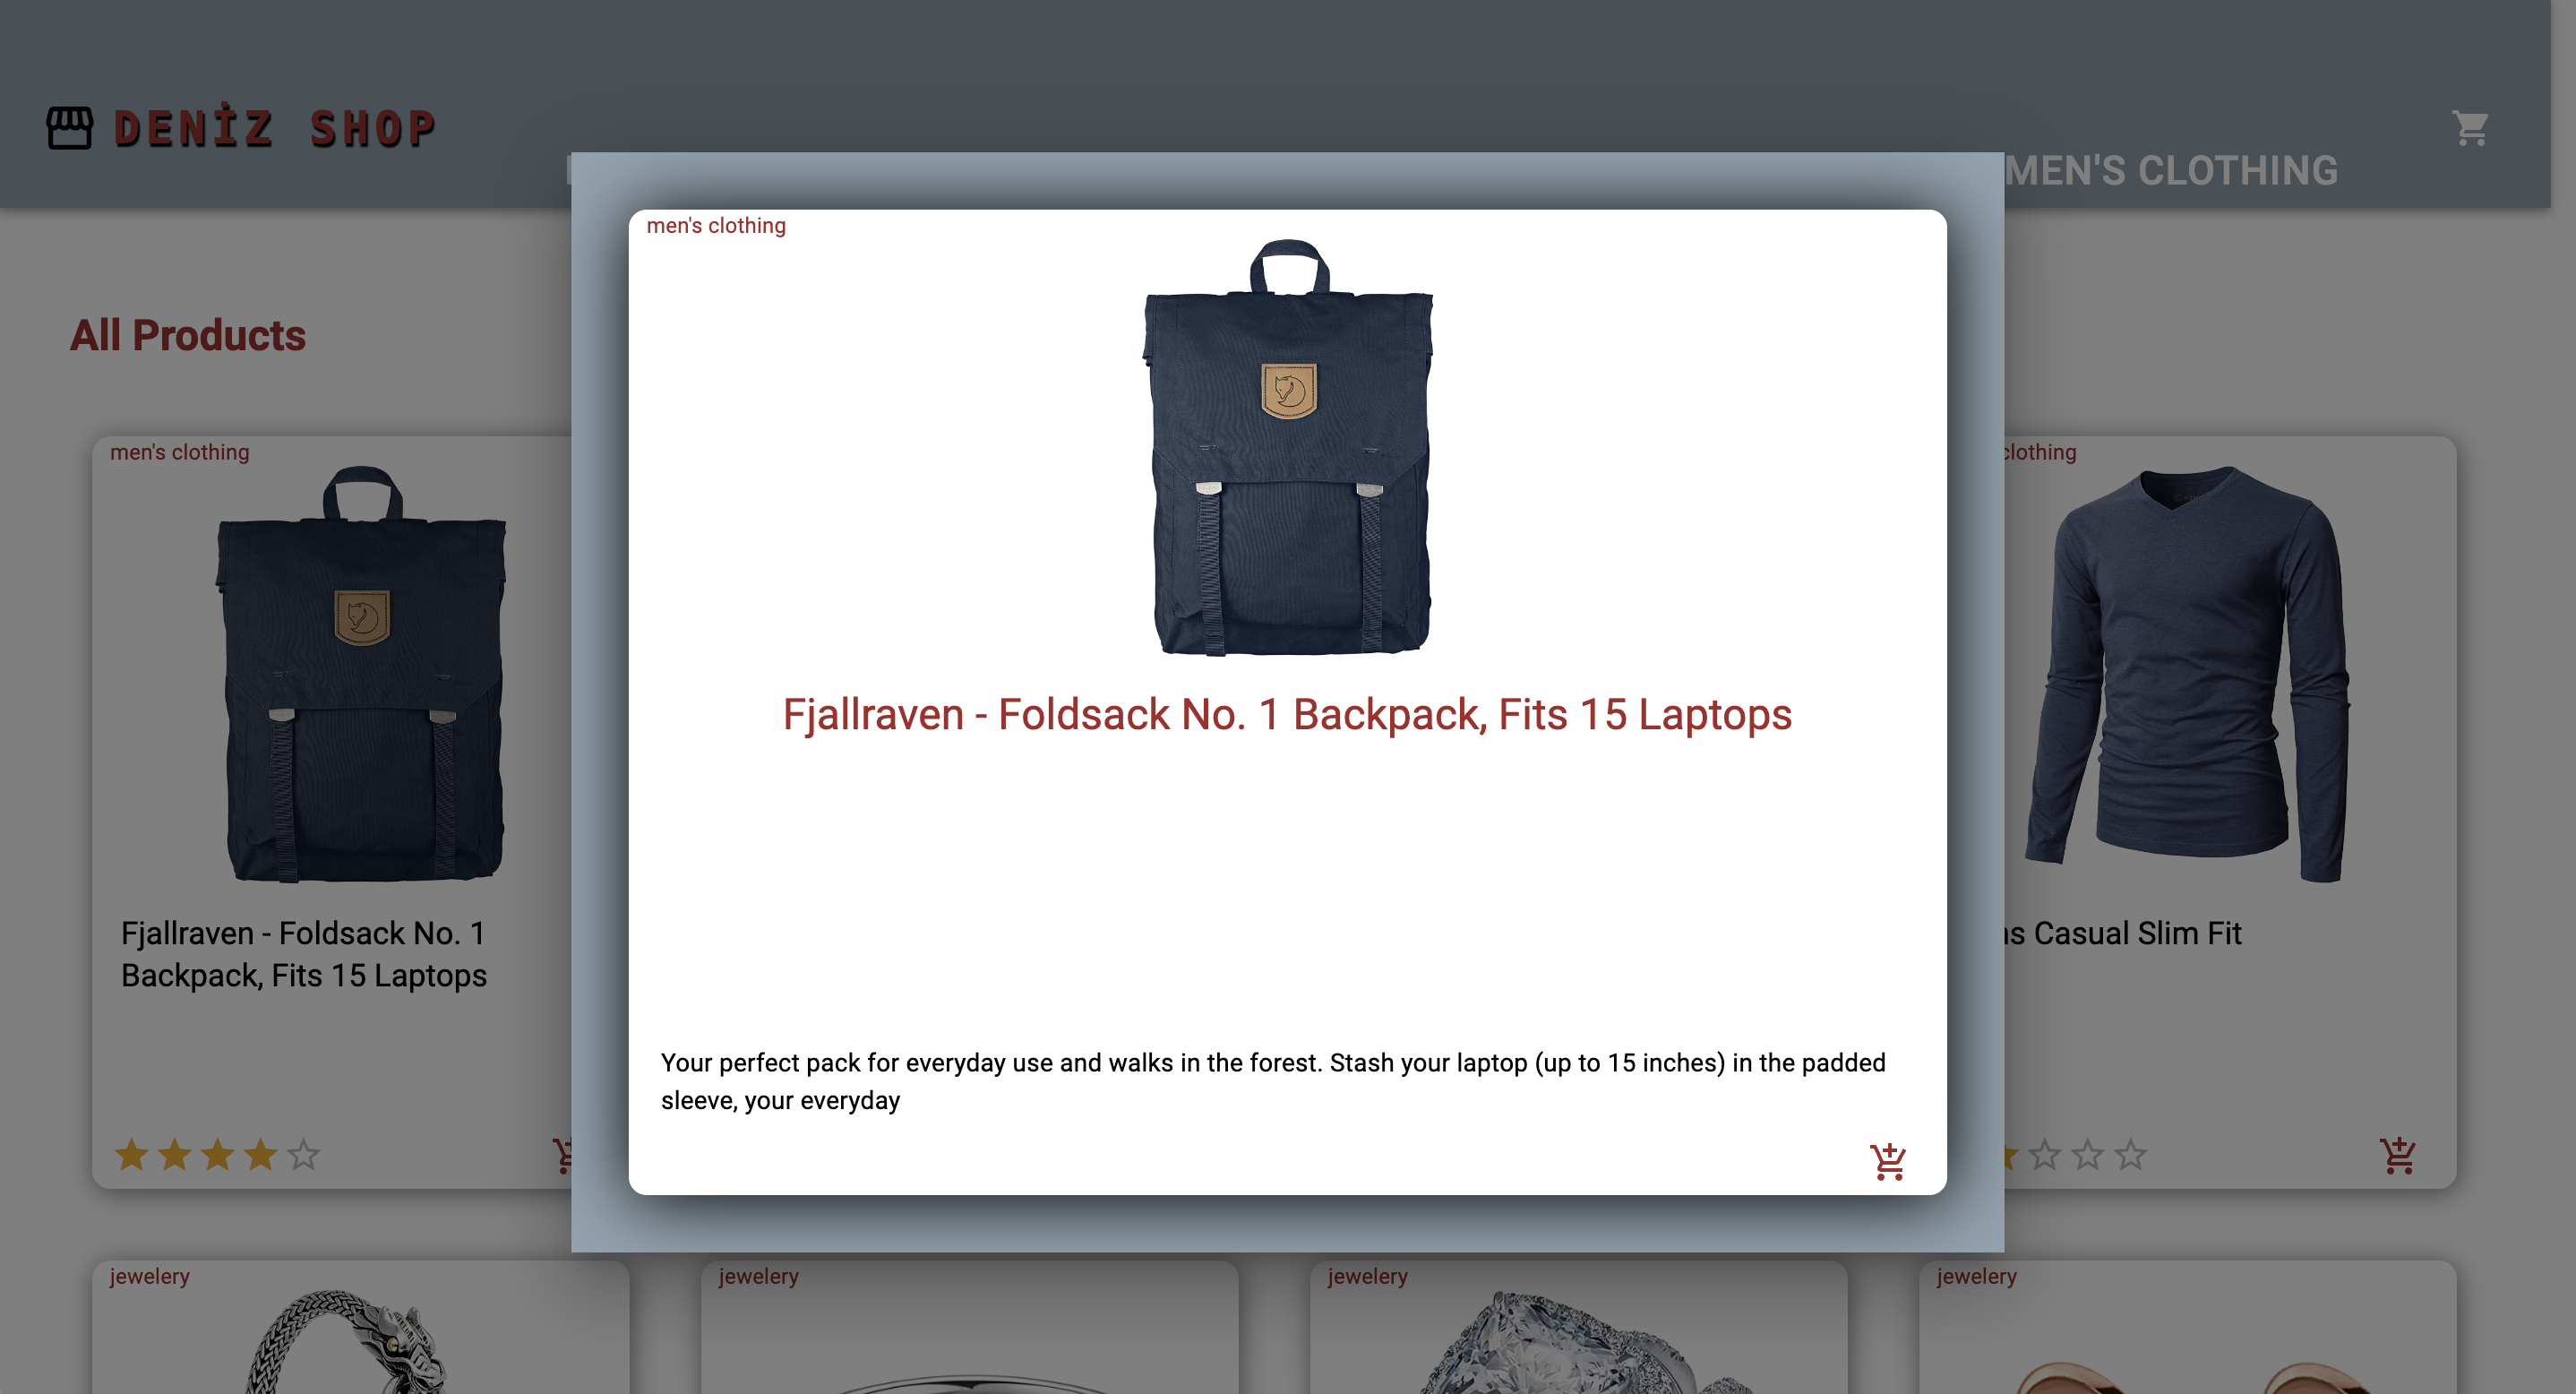 DENİZ SHOP
MEN'S CLOTHING
All Products
men's clothing
Fjallraven - Foldsack No. 1 Backpack, Fits 15 Laptops
Your perfect pack for everyday use and walks in the forest. Stash your laptop (up to 15 inches) in the padded
sleeve, your everyday
men's clothing
Fjallraven - Foldsack No. 1
Backpack, Fits 15 Laptops
clothing
Casual Slim Fit
jewelery
jewelery
jewelery
jewelery